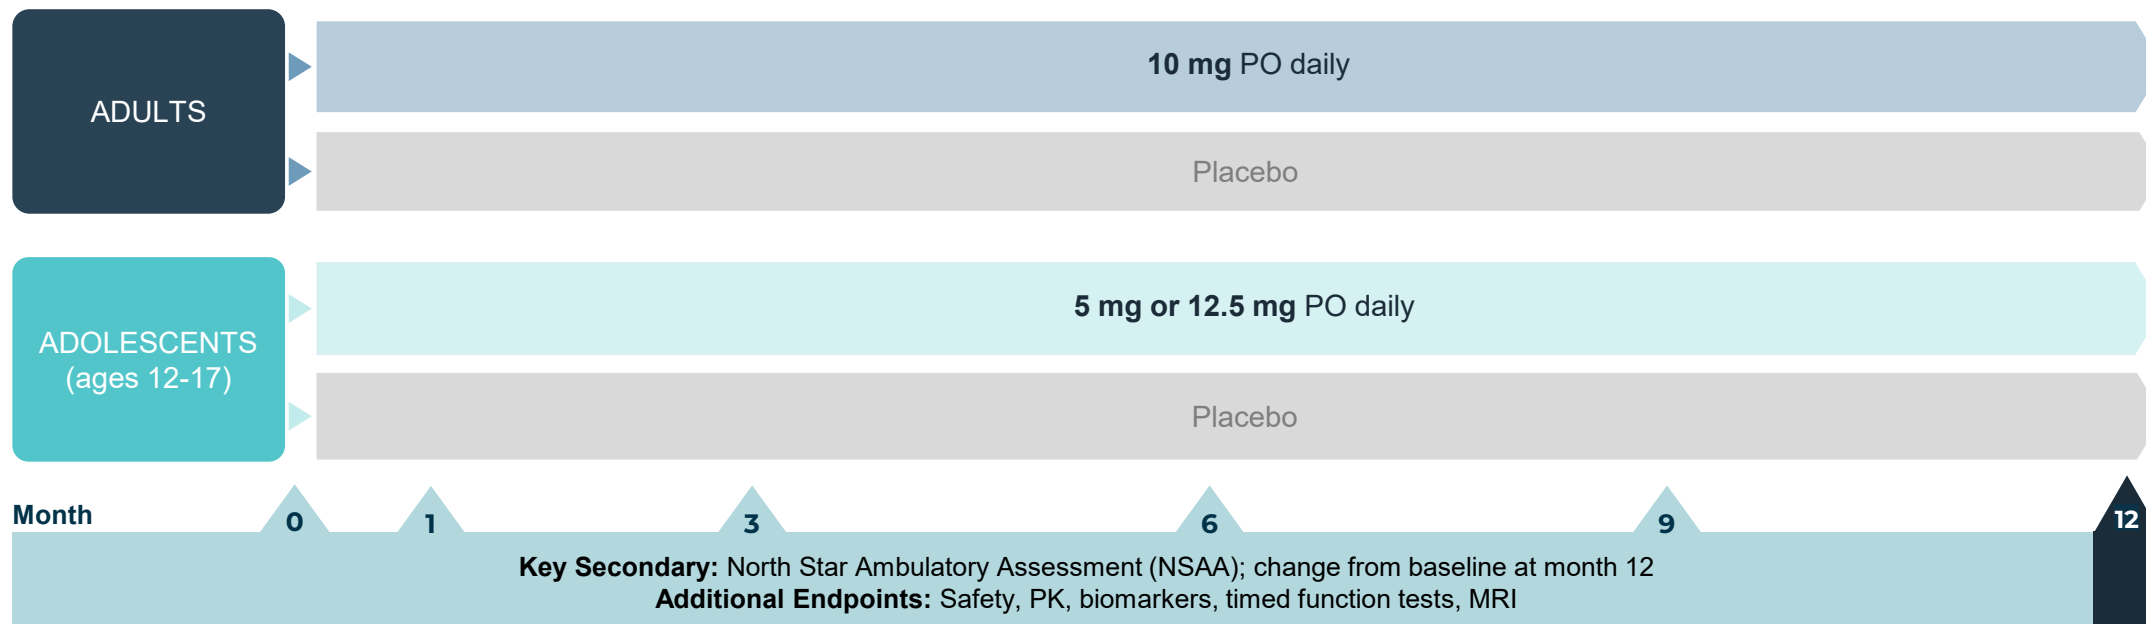 ADULTS
10 mg PO daily
Placebo
ADOLESCENTS
(ages 12-17)
5 mg or 12.5 mg PO daily
Placebo
Month 0 1 3 6 9 12
Key Secondary: North Star Ambulatory Assessment (NSAA); change from baseline at month 12
Additional Endpoints: Safety, PK, biomarkers, timed function tests, MRI